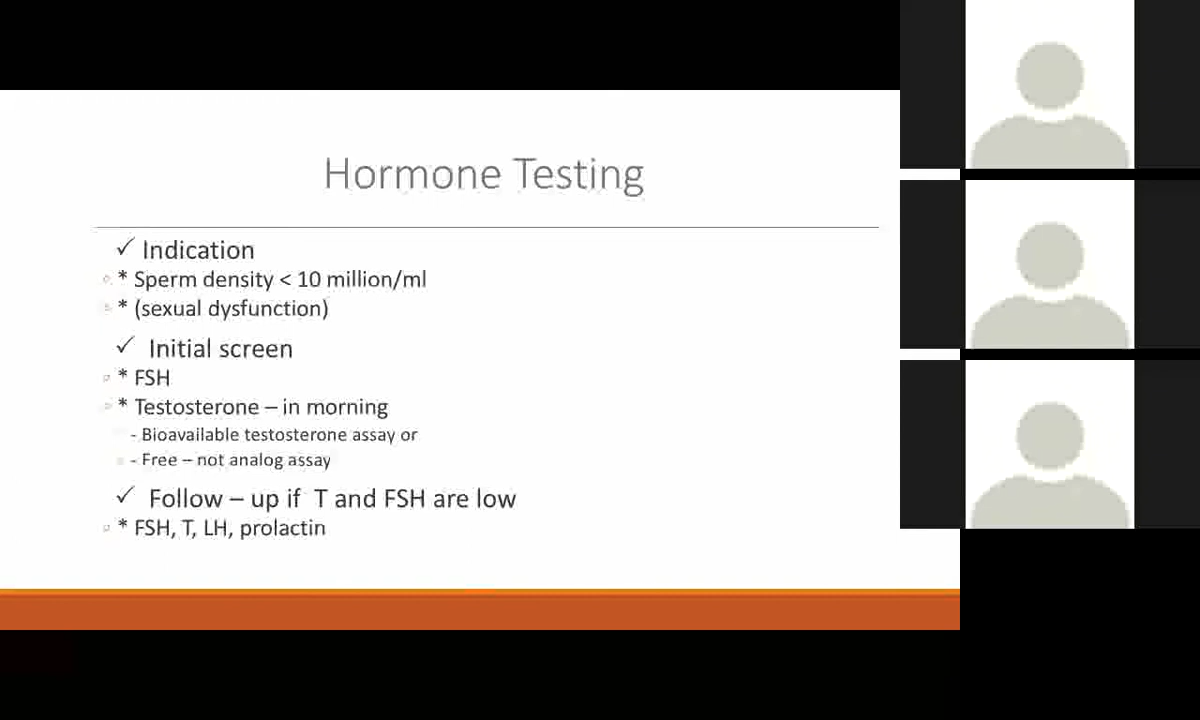 Hormone Testing
✓ Indication
* Sperm density < 10 million/ml
* (sexual dysfunction)
✓ Initial screen
* FSH
* Testosterone – in morning
- Bioavailable testosterone assay or
- Free – not analog assay
✓ Follow – up if T and FSH are low
* FSH, T, LH, prolactin